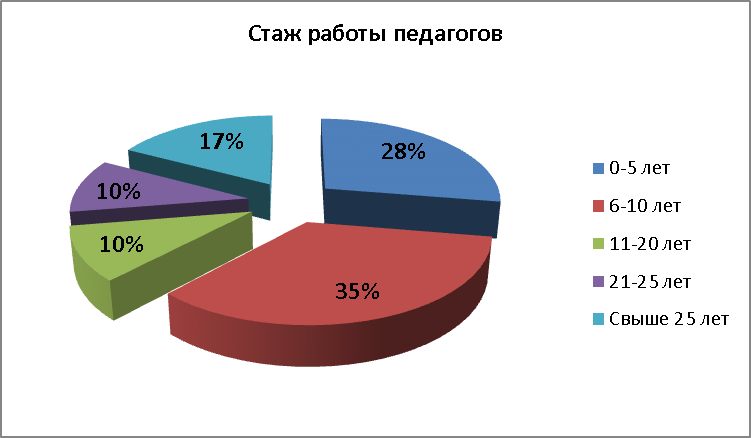 Стаж работы педагогов
17%
28%
10%
10%
35%
0-5 лет
6-10 лет
11-20 лет
21-25 лет
Свыше 25 лет